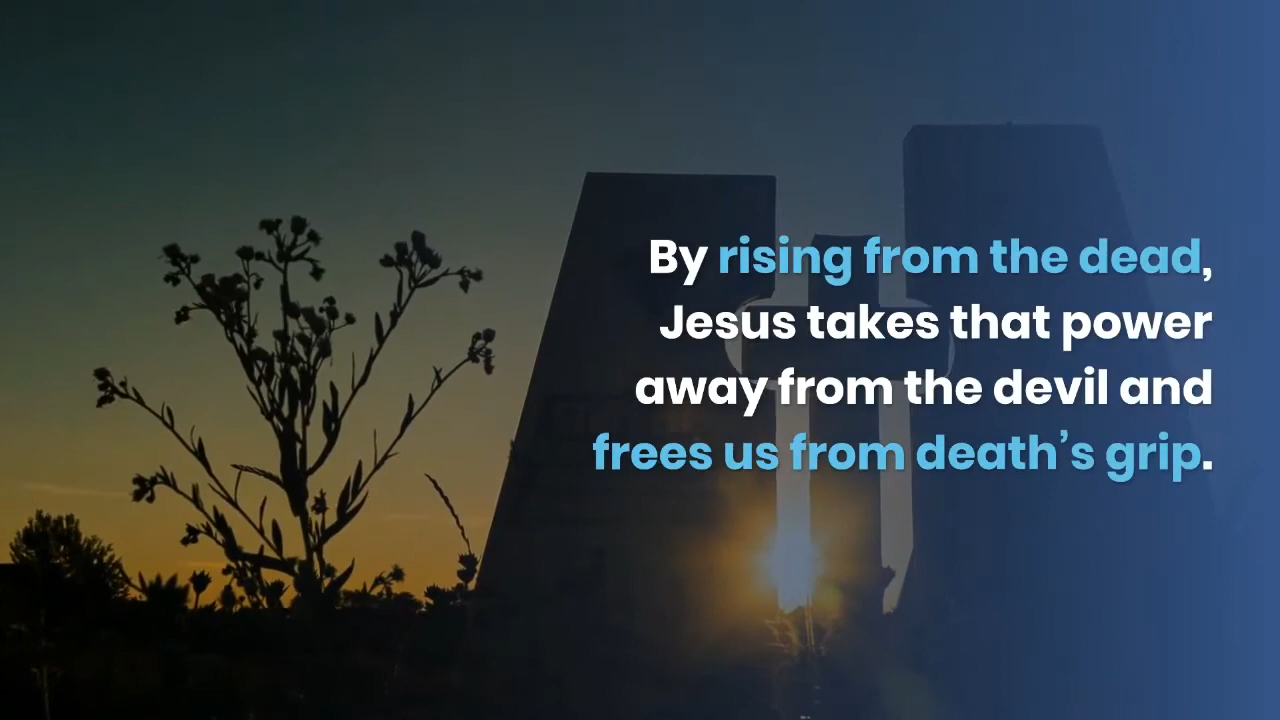 By rising from the dead,
Jesus takes that power
away from the devil and
frees us from death’s grip.